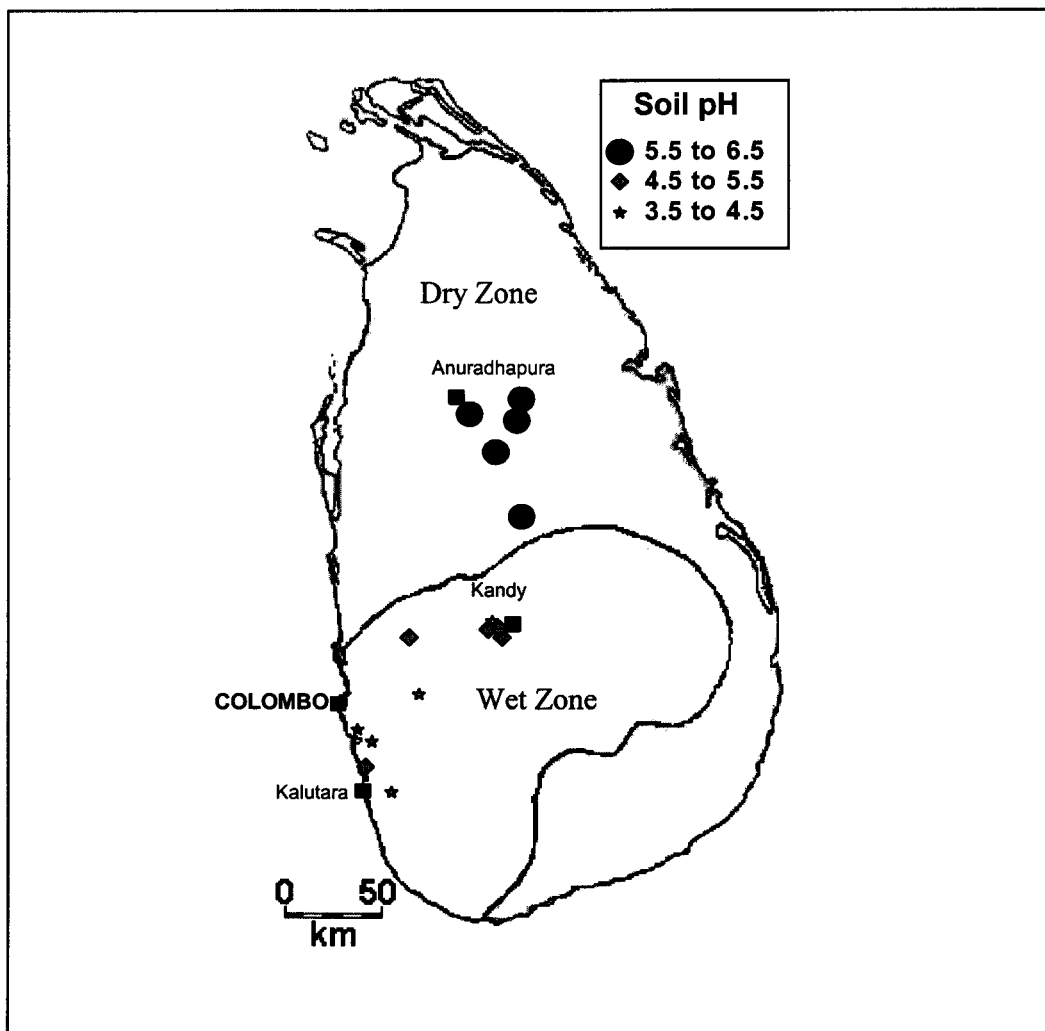 Soil pH
5.5 to 6.5
4.5 to 5.5
3.5 to 4.5
Dry Zone
Anuradhapura
Kandy
COLOMBO
Wet Zone
Kalutara
0 50
km